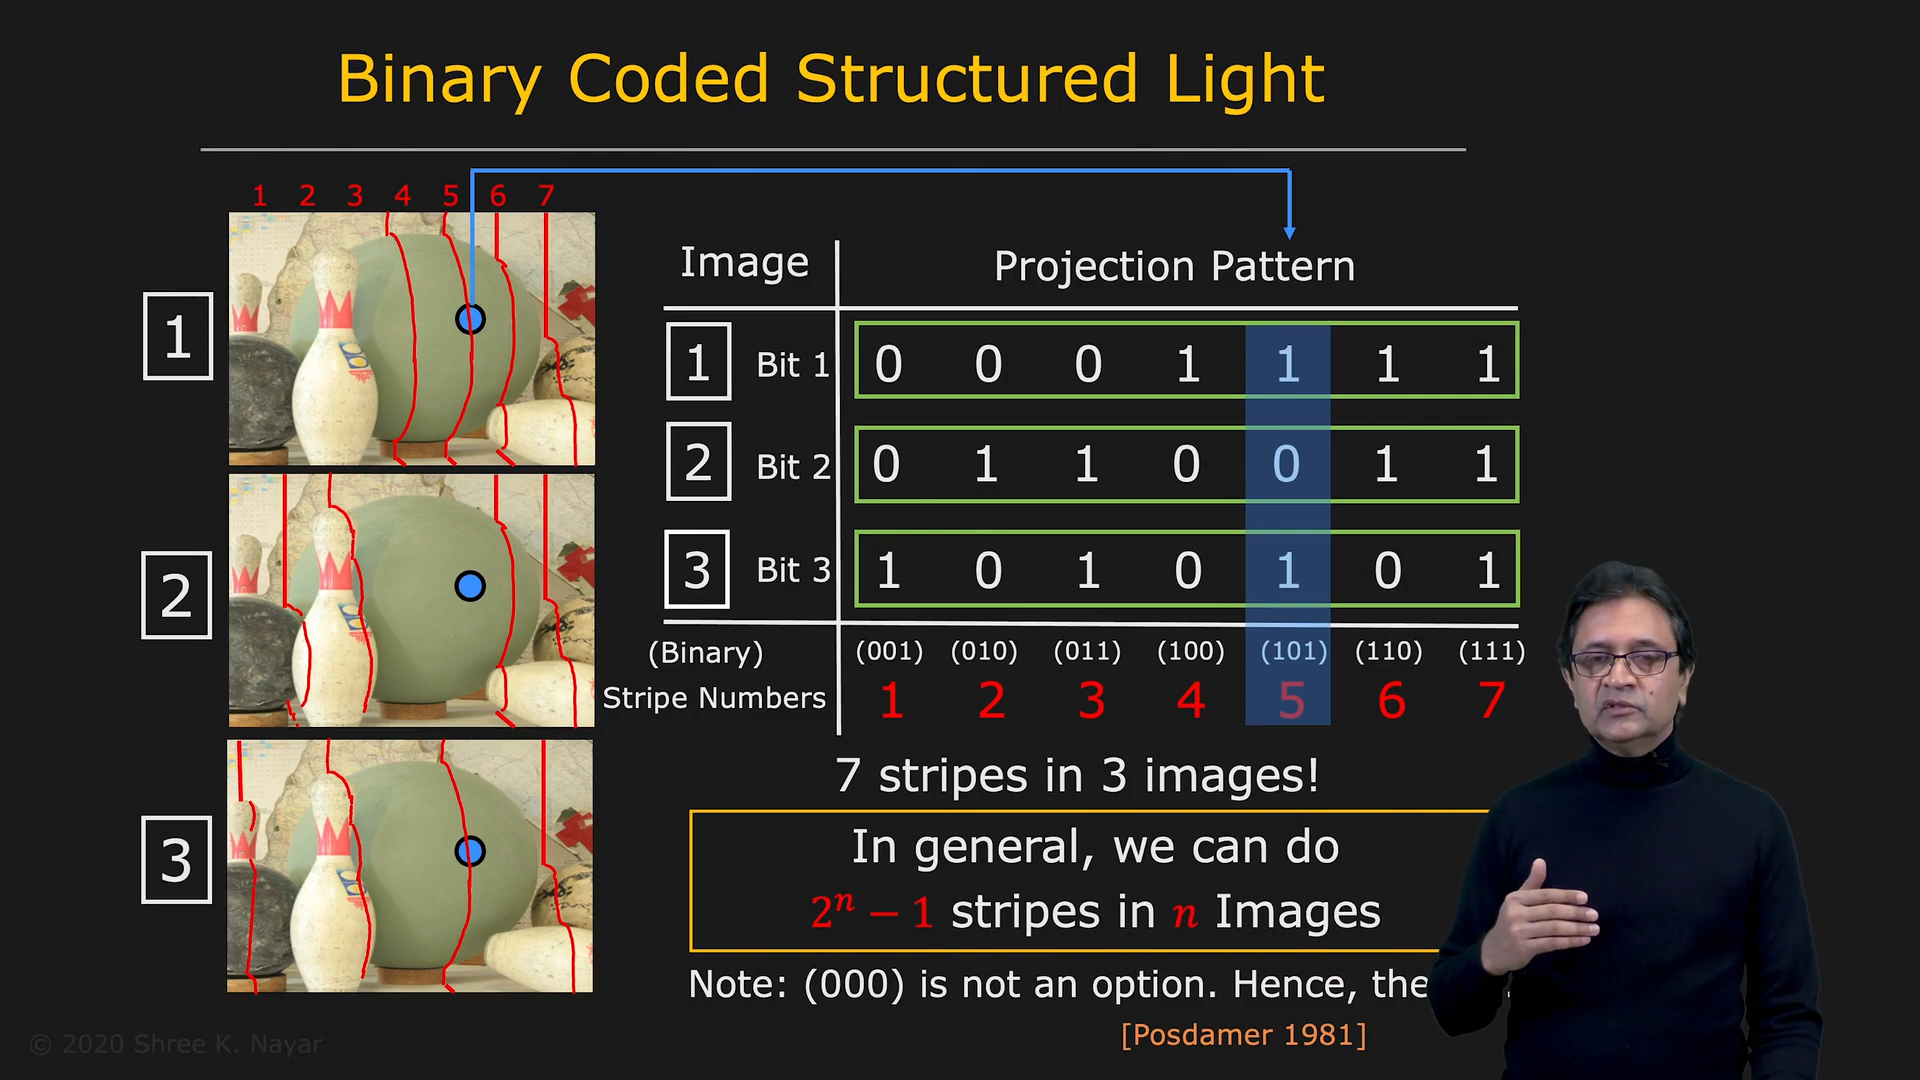 Binary Coded Structured Light
1 2 3 4 5 6 7
1
2
3
Image Projection Pattern
1 Bit 1 0 0 0 1 1 1 1
2 Bit 2 0 1 1 0 0 1 1
3 Bit 3 1 0 1 0 1 0 1
(Binary) (001) (010) (011) (100) (101) (110) (111)
Stripe Numbers 1 2 3 4 5 6 7
7 stripes in 3 images!
In general, we can do
2ⁿ − 1 stripes in n Images
Note: (000) is not an option. Hence, the
[Posdamer 1981]
© 2020 Shree K. Nayar